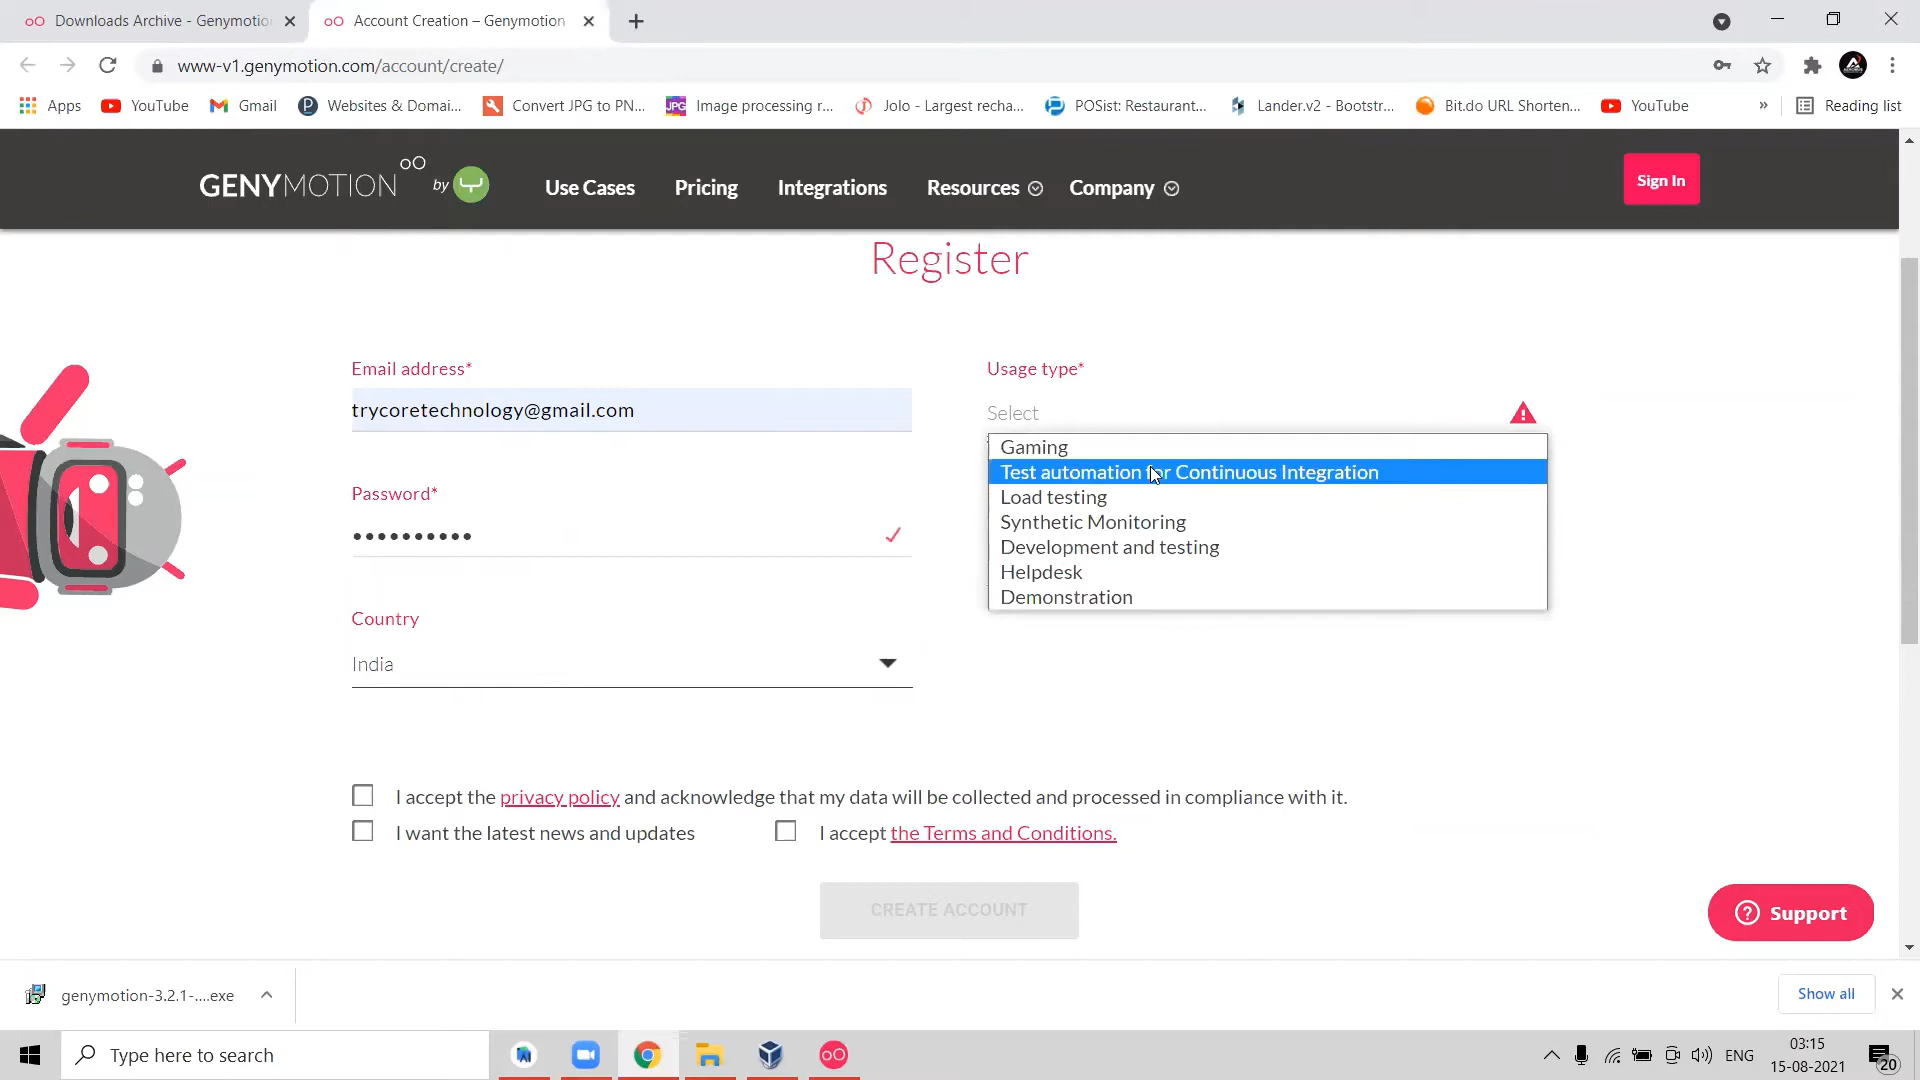 Downloads Archive - Genymotio
Account Creation – Genymotion
www-v1.genymotion.com/account/create/
Apps
YouTube
Gmail
Websites & Domai...
Convert JPG to PN...
Image processing r...
Jolo - Largest recha...
POSist: Restaurant...
Lander.v2 - Bootstr...
Bit.do URL Shorten...
YouTube
»
Reading list
GENYMOTION by
Use Cases
Pricing
Integrations
Resources
Company
Sign In
Register
Email address*
trycoretechnology@gmail.com
Usage type*
Select
Gaming
Test automation for Continuous Integration
Load testing
Synthetic Monitoring
Development and testing
Helpdesk
Demonstration
Password*
••••••••••
Country
India
I accept the privacy policy and acknowledge that my data will be collected and processed in compliance with it.
I want the latest news and updates
I accept the Terms and Conditions.
CREATE ACCOUNT
Support
genymotion-3.2.1-....exe
Show all
Type here to search
ENG
03:15
15-08-2021
20